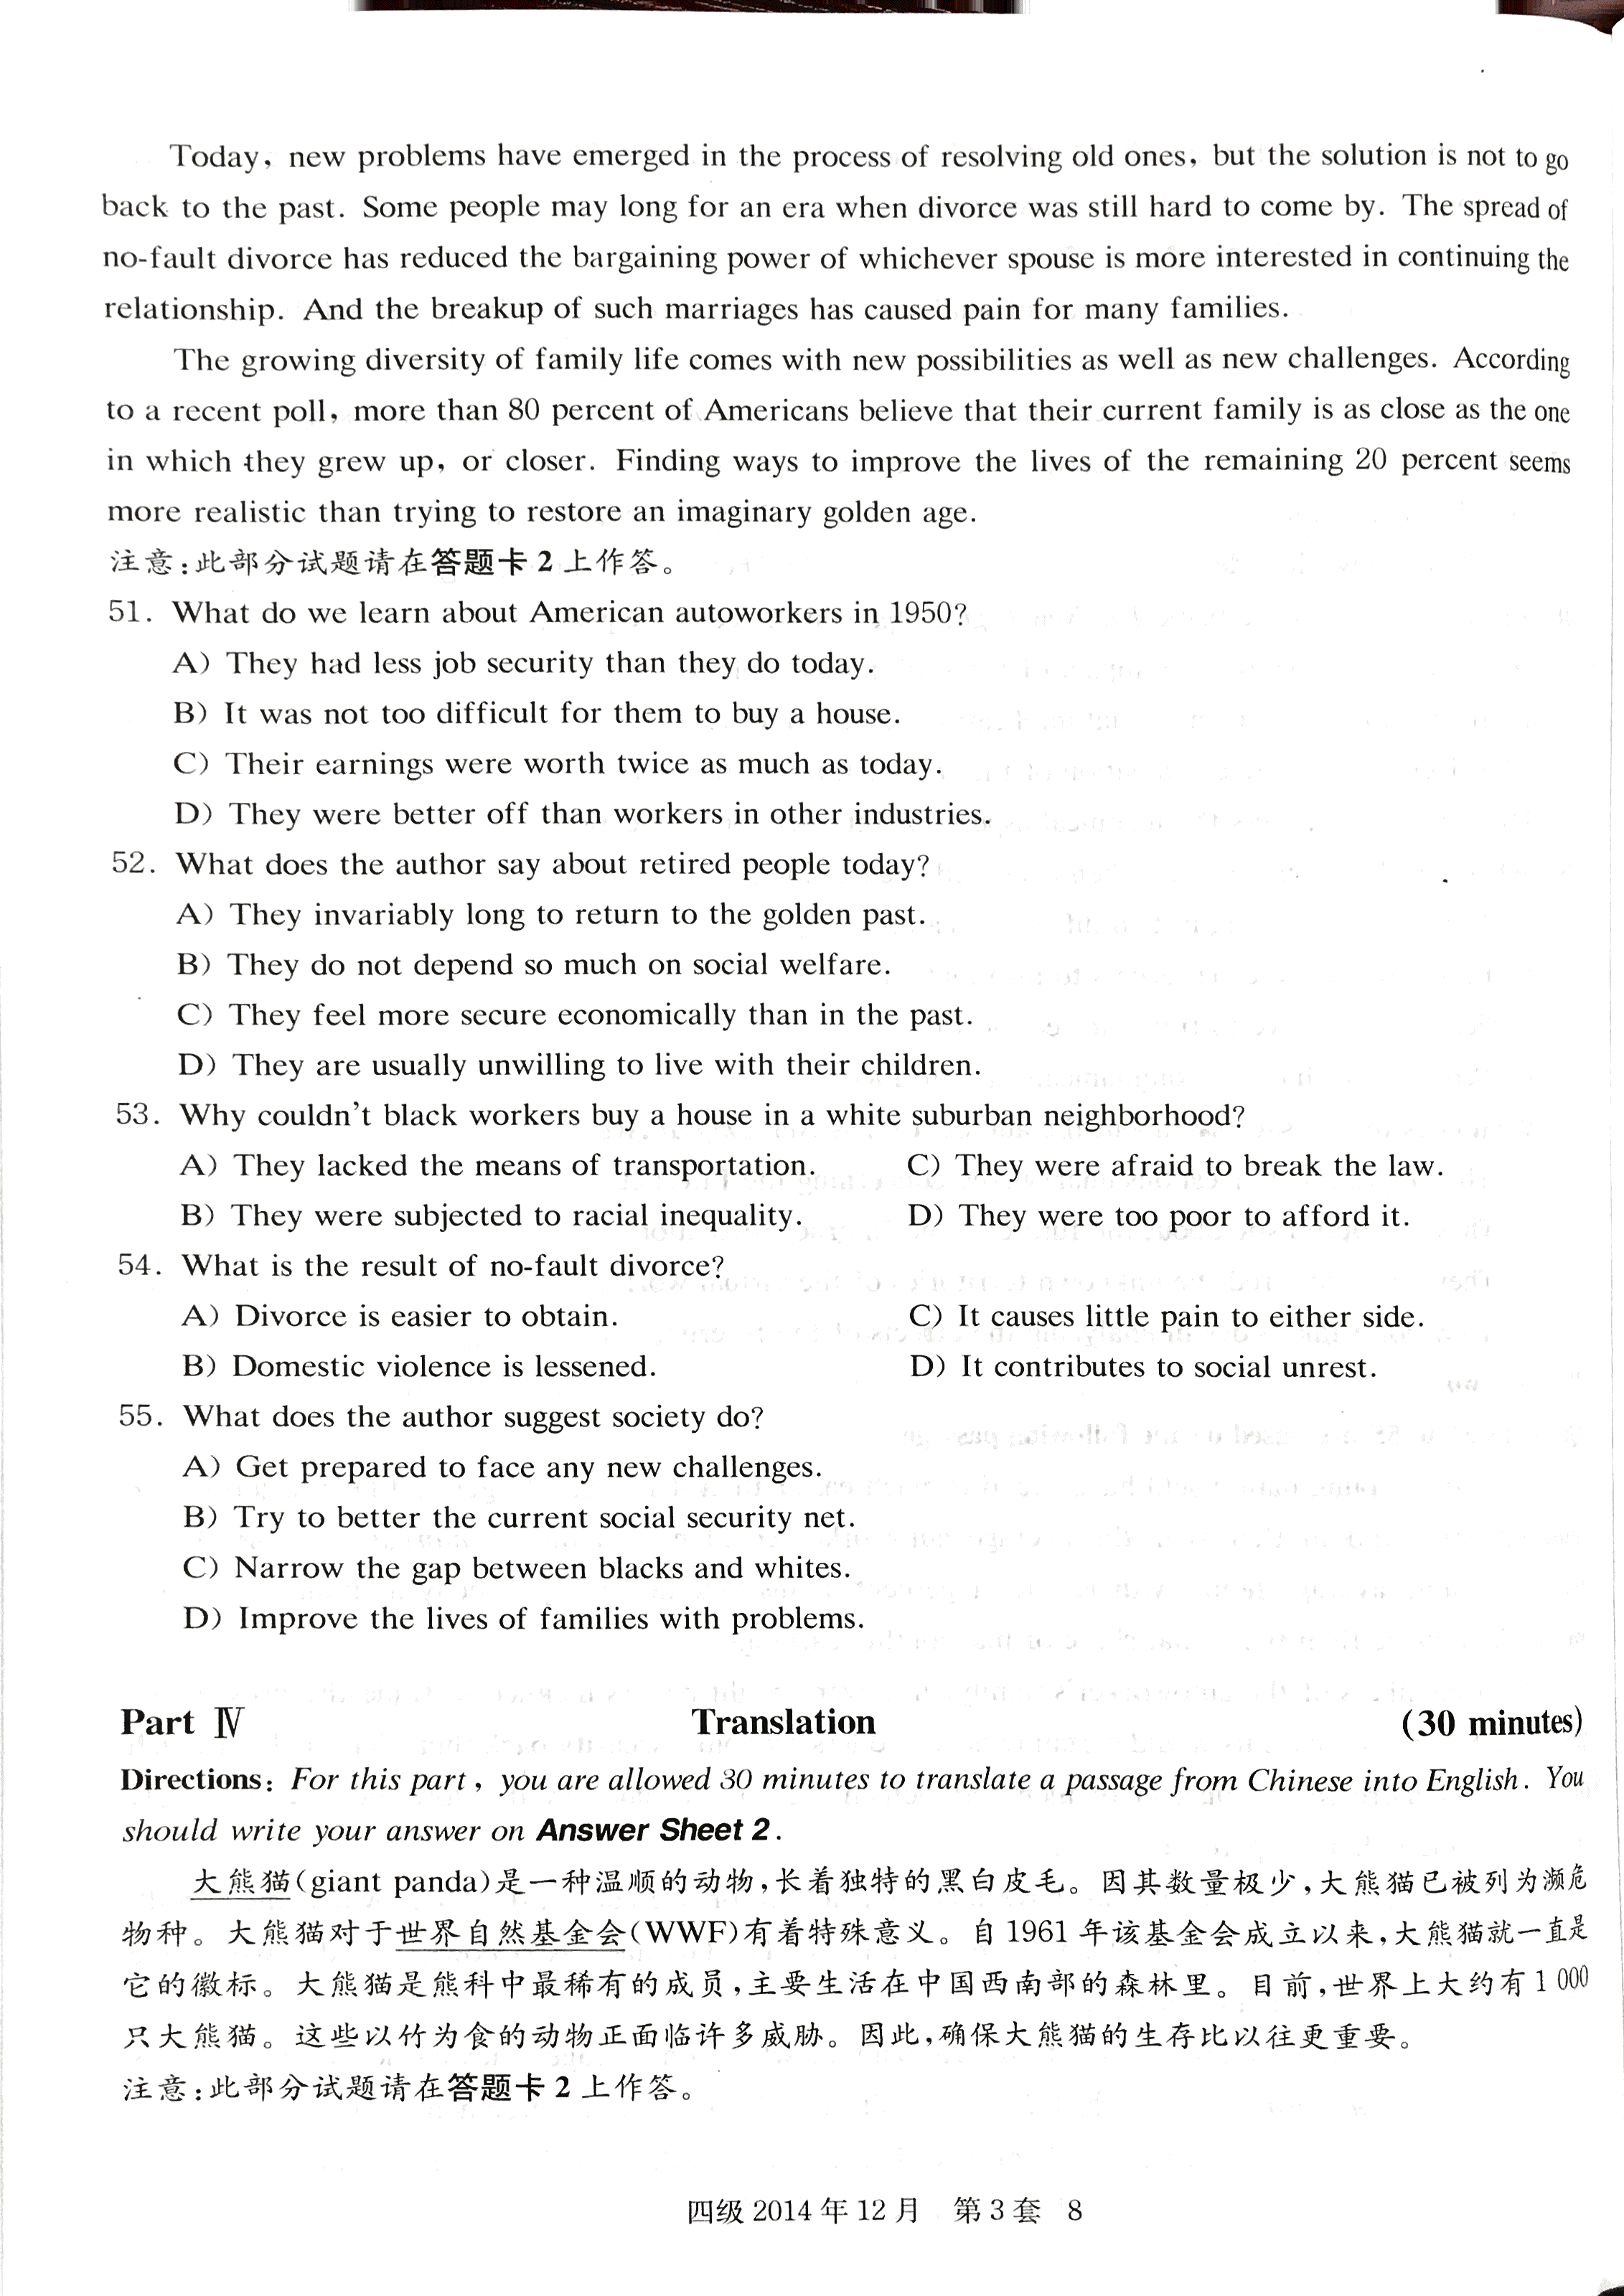 Today, new problems have emerged in the process of resolving old ones, but the solution is not to go
back to the past. Some people may long for an era when divorce was still hard to come by. The spread of
no-fault divorce has reduced the bargaining power of whichever spouse is more interested in continuing the
relationship. And the breakup of such marriages has caused pain for many families.
The growing diversity of family life comes with new possibilities as well as new challenges. According
to a recent poll, more than 80 percent of Americans believe that their current family is as close as the one
in which they grew up, or closer. Finding ways to improve the lives of the remaining 20 percent seems
more realistic than trying to restore an imaginary golden age.
注意:此部分试题请在答题卡 2 上作答。
51. What do we learn about American autoworkers in 1950?
A) They had less job security than they do today.
B) It was not too difficult for them to buy a house.
C) Their earnings were worth twice as much as today.
D) They were better off than workers in other industries.
52. What does the author say about retired people today?
A) They invariably long to return to the golden past.
B) They do not depend so much on social welfare.
C) They feel more secure economically than in the past.
D) They are usually unwilling to live with their children.
53. Why couldn't black workers buy a house in a white suburban neighborhood?
A) They lacked the means of transportation. C) They were afraid to break the law.
B) They were subjected to racial inequality. D) They were too poor to afford it.
54. What is the result of no-fault divorce?
A) Divorce is easier to obtain. C) It causes little pain to either side.
B) Domestic violence is lessened. D) It contributes to social unrest.
55. What does the author suggest society do?
A) Get prepared to face any new challenges.
B) Try to better the current social security net.
C) Narrow the gap between blacks and whites.
D) Improve the lives of families with problems.
Part Ⅳ Translation (30 minutes)
Directions: For this part, you are allowed 30 minutes to translate a passage from Chinese into English. You
should write your answer on Answer Sheet 2.
大熊猫(giant panda)是一种温顺的动物,长着独特的黑白皮毛。因其数量极少,大熊猫已被列为濒危
物种。大熊猫对于世界自然基金会(WWF)有着特殊意义。自 1961 年该基金会成立以来,大熊猫就一直是
它的徽标。大熊猫是熊科中最稀有的成员,主要生活在中国西南部的森林里。目前,世界上大约有 1 000
只大熊猫。这些以竹为食的动物正面临许多威胁。因此,确保大熊猫的生存比以往更重要。
注意:此部分试题请在答题卡 2 上作答。
四级 2014 年 12 月 第 3 套 8